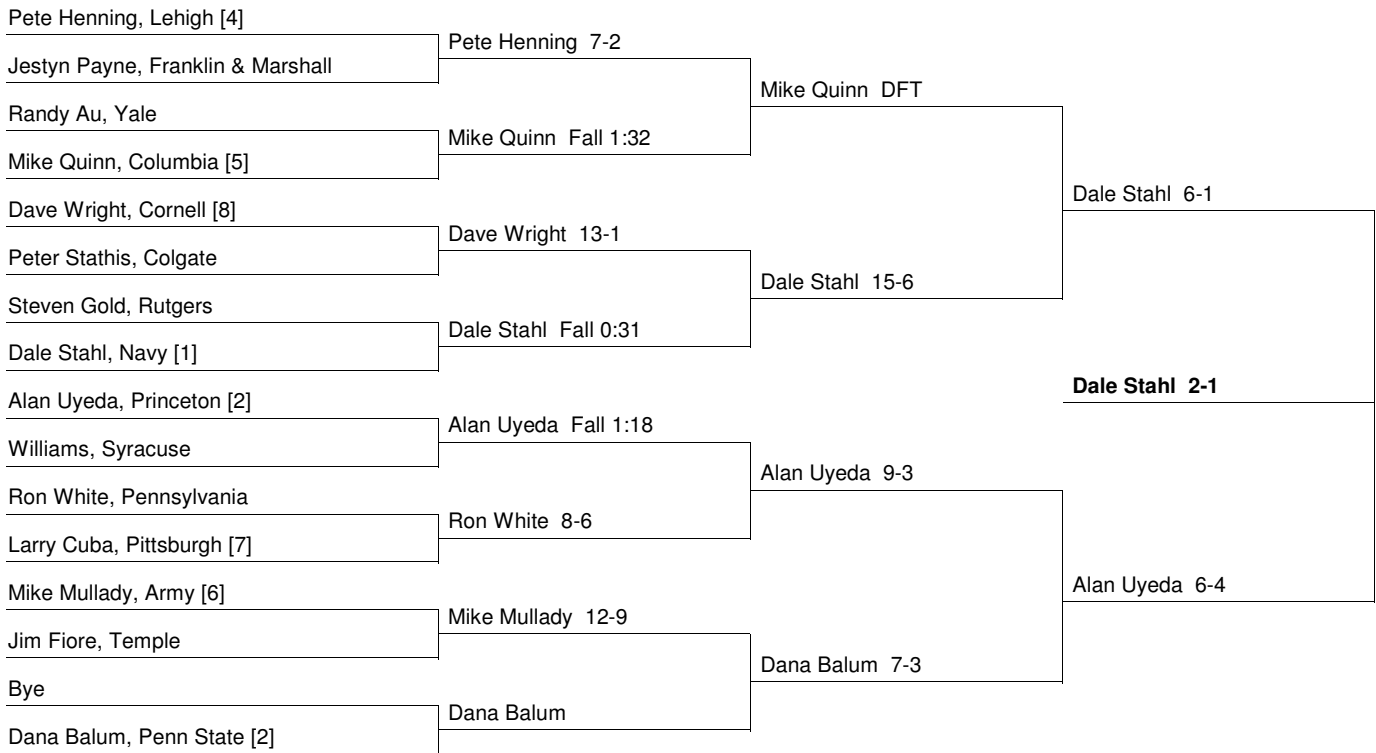 Pete Henning, Lehigh [4]
Pete Henning 7-2
Jestyn Payne, Franklin & Marshall
Mike Quinn DFT
Randy Au, Yale
Mike Quinn Fall 1:32
Mike Quinn, Columbia [5]
Dale Stahl 6-1
Dave Wright, Cornell [8]
Dave Wright 13-1
Peter Stathis, Colgate
Dale Stahl 15-6
Steven Gold, Rutgers
Dale Stahl Fall 0:31
Dale Stahl, Navy [1]
Dale Stahl 2-1
Alan Uyeda, Princeton [2]
Alan Uyeda Fall 1:18
Williams, Syracuse
Alan Uyeda 9-3
Ron White, Pennsylvania
Ron White 8-6
Larry Cuba, Pittsburgh [7]
Alan Uyeda 6-4
Mike Mullady, Army [6]
Mike Mullady 12-9
Jim Fiore, Temple
Dana Balum 7-3
Bye
Dana Balum
Dana Balum, Penn State [2]